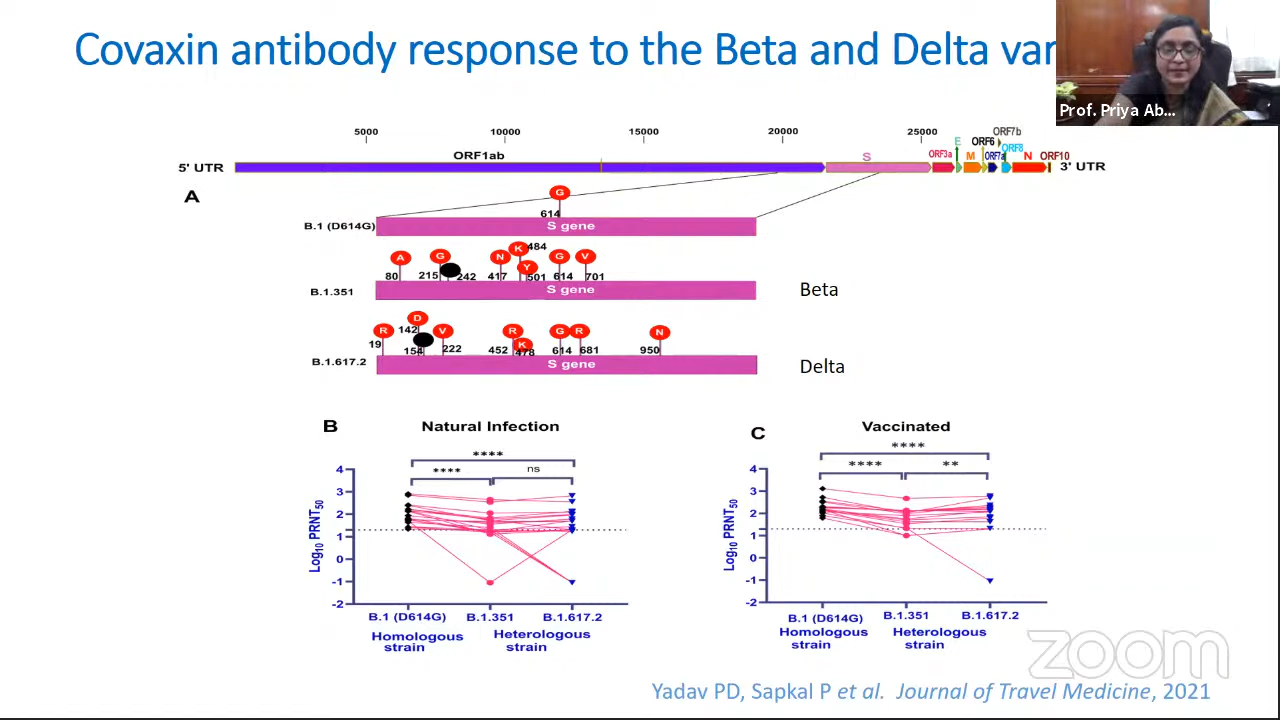 Covaxin antibody response to the Beta and Delta var
Prof. Priya Ab...
5000 10000 15000 20000 25000
ORF7b
E ORF6 ORF8
ORF1ab S ORF3a M ORF7a N ORF10
5' UTR 3' UTR
A
G
614
B.1 (D614G) S gene
A G N K 484 Y G V
80 215 242 417 501 614 701
B.1.351 S gene Beta
R D V R K G R N
19 142 154 222 452 478 614 681 950
B.1.617.2 S gene Delta
B Natural Infection
**** 
**** ns
4
3
2
1
0
-1
-2
Log10 PRNT50
B.1 (D614G) B.1.351 B.1.617.2
Homologous strain Heterologous strain
C Vaccinated
****
**** **
4
3
2
1
0
-1
-2
Log10 PRNT50
B.1 (D614G) B.1.351 B.1.617.2
Homologous strain Heterologous strain
zoom
Yadav PD, Sapkal P et al. Journal of Travel Medicine, 2021